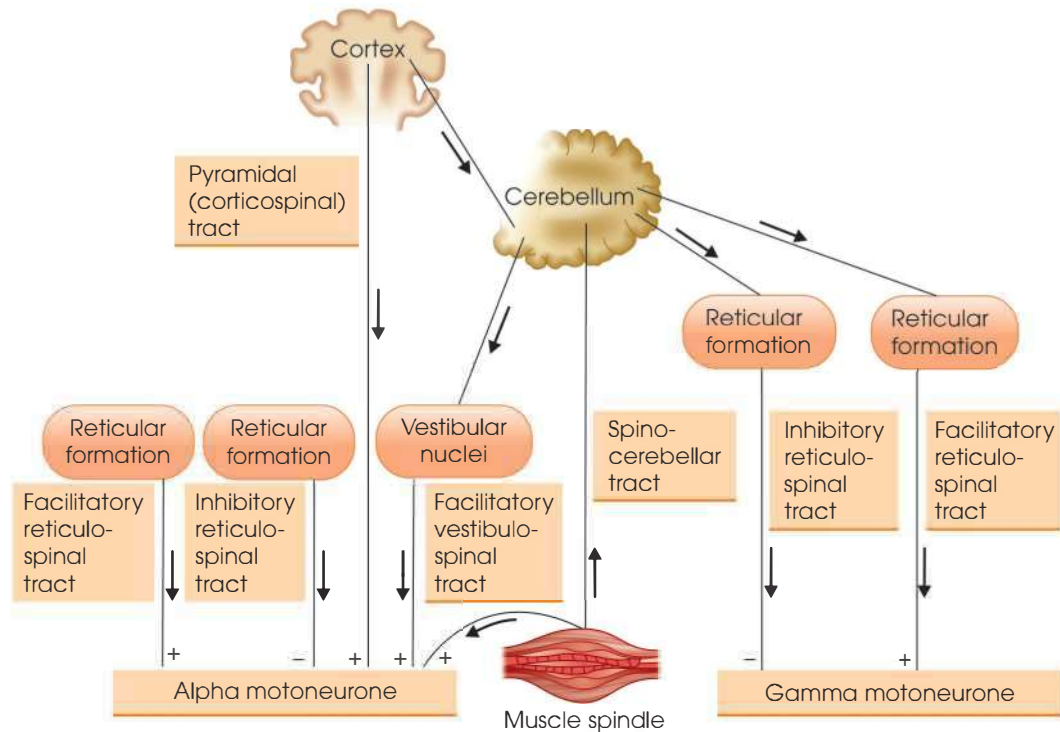 Cortex
Pyramidal
(corticospinal)
tract
Cerebellum
Reticular
formation
Reticular
formation
Reticular
formation
Reticular
formation
Vestibular
nuclei
Facilitatory
reticulo-
spinal
tract
Inhibitory
reticulo-
spinal
tract
Facilitatory
vestibulo-
spinal
tract
Spino-
cerebellar
tract
Inhibitory
reticulo-
spinal
tract
Facilitatory
reticulo-
spinal
tract
+ − + + + − +
Alpha motoneurone
Muscle spindle
Gamma motoneurone